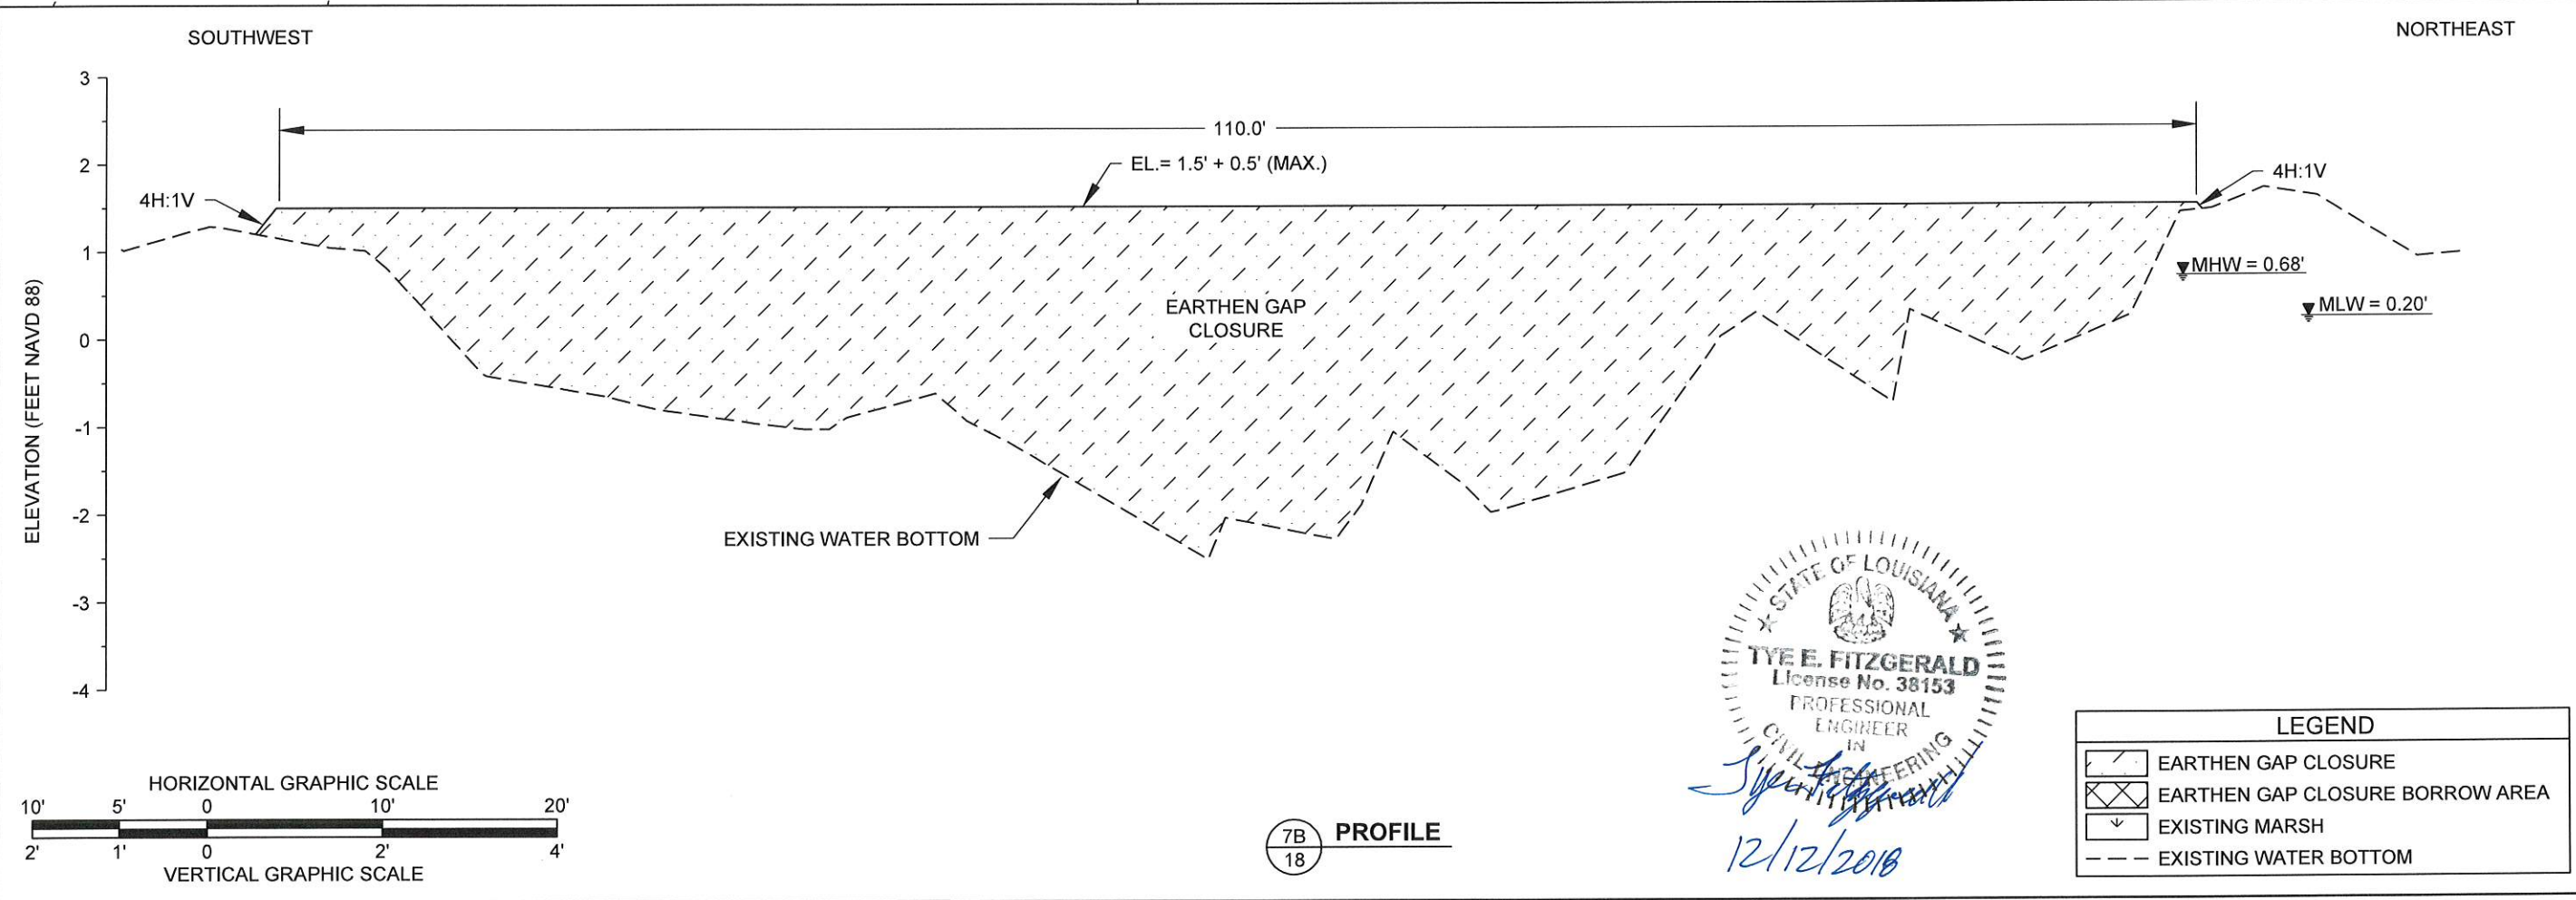 SOUTHWEST
NORTHEAST
3
2
1
0
-1
-2
-3
-4
ELEVATION (FEET NAVD 88)
110.0'
EL.= 1.5' + 0.5' (MAX.)
4H:1V
4H:1V
MHW = 0.68'
MLW = 0.20'
EARTHEN GAP
CLOSURE
EXISTING WATER BOTTOM
STATE OF LOUISIANA
TYE E. FITZGERALD
License No. 38153
PROFESSIONAL
ENGINEER
IN
CIVIL ENGINEERING
Tye Fitzgerald
12/12/2018
HORIZONTAL GRAPHIC SCALE
10' 5' 0 10' 20'
2' 1' 0 2' 4'
VERTICAL GRAPHIC SCALE
7B
18
PROFILE
LEGEND
EARTHEN GAP CLOSURE
EARTHEN GAP CLOSURE BORROW AREA
EXISTING MARSH
EXISTING WATER BOTTOM